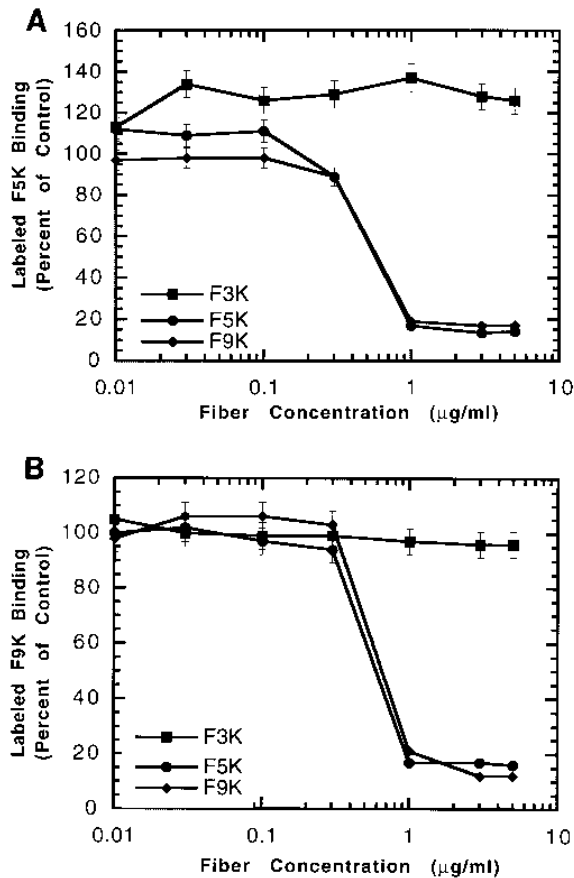 A
Labeled F5K Binding
(Percent of Control)
160
140
120
100
80
60
40
20
0
F3K
F5K
F9K
0.01 0.1 1 10
Fiber Concentration (μg/ml)
B
Labeled F9K Binding
(Percent of Control)
120
100
80
60
40
20
0
F3K
F5K
F9K
0.01 0.1 1 10
Fiber Concentration (μg/ml)